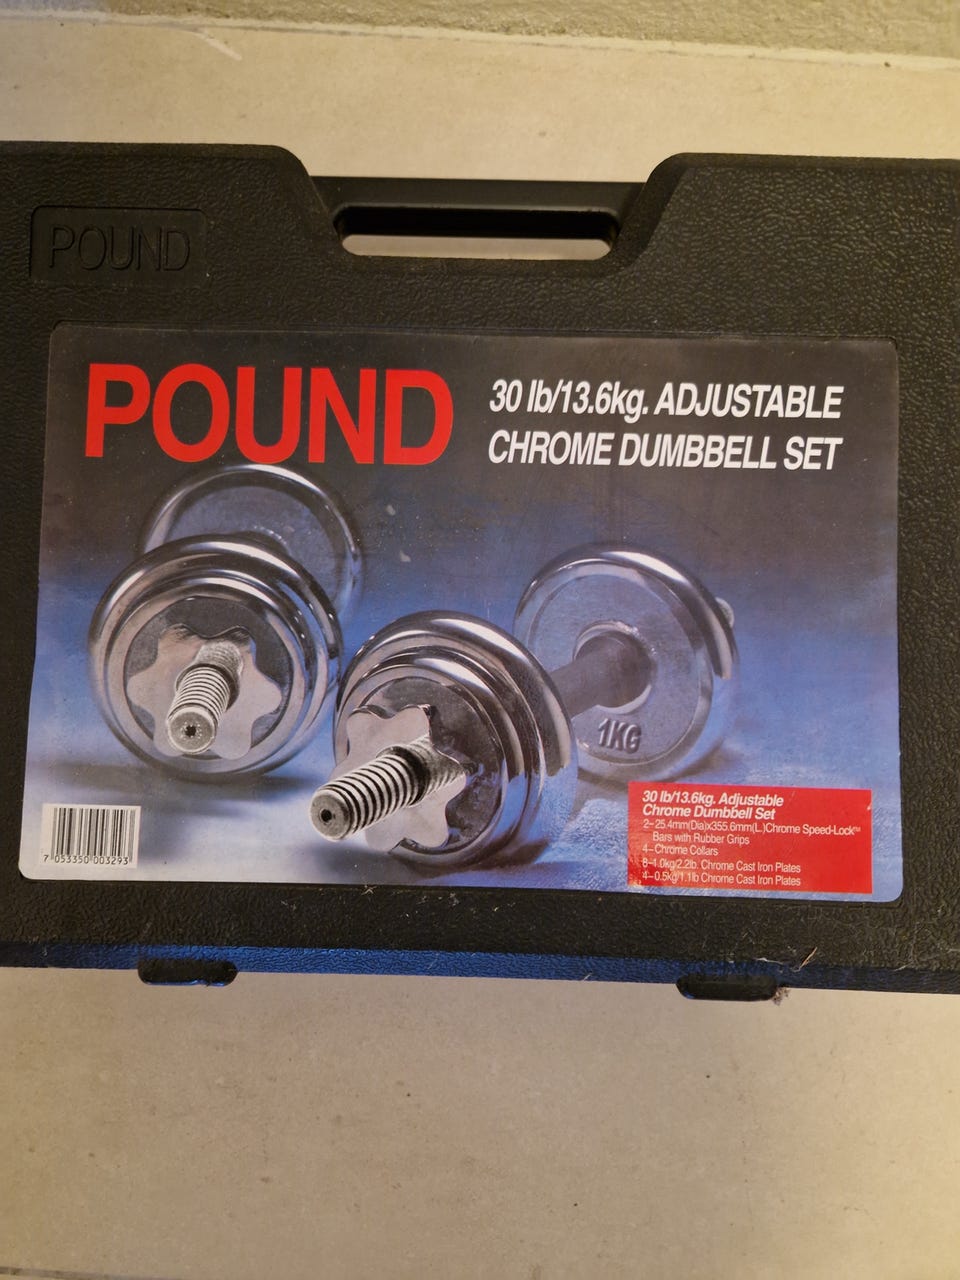 POUND
POUND
30 lb/13.6kg. ADJUSTABLE
CHROME DUMBBELL SET
1KG
30 lb/13.6kg. Adjustable
Chrome Dumbbell Set
2-25.4mm(Dia)x355.6mm(L.)Chrome Speed-Lock™
Bars with Rubber Grips
4-Chrome Collars
8-1.0kg/2.2lb. Chrome Cast Iron Plates
4-0.5kg/1.1lb Chrome Cast Iron Plates
7 053350 003293